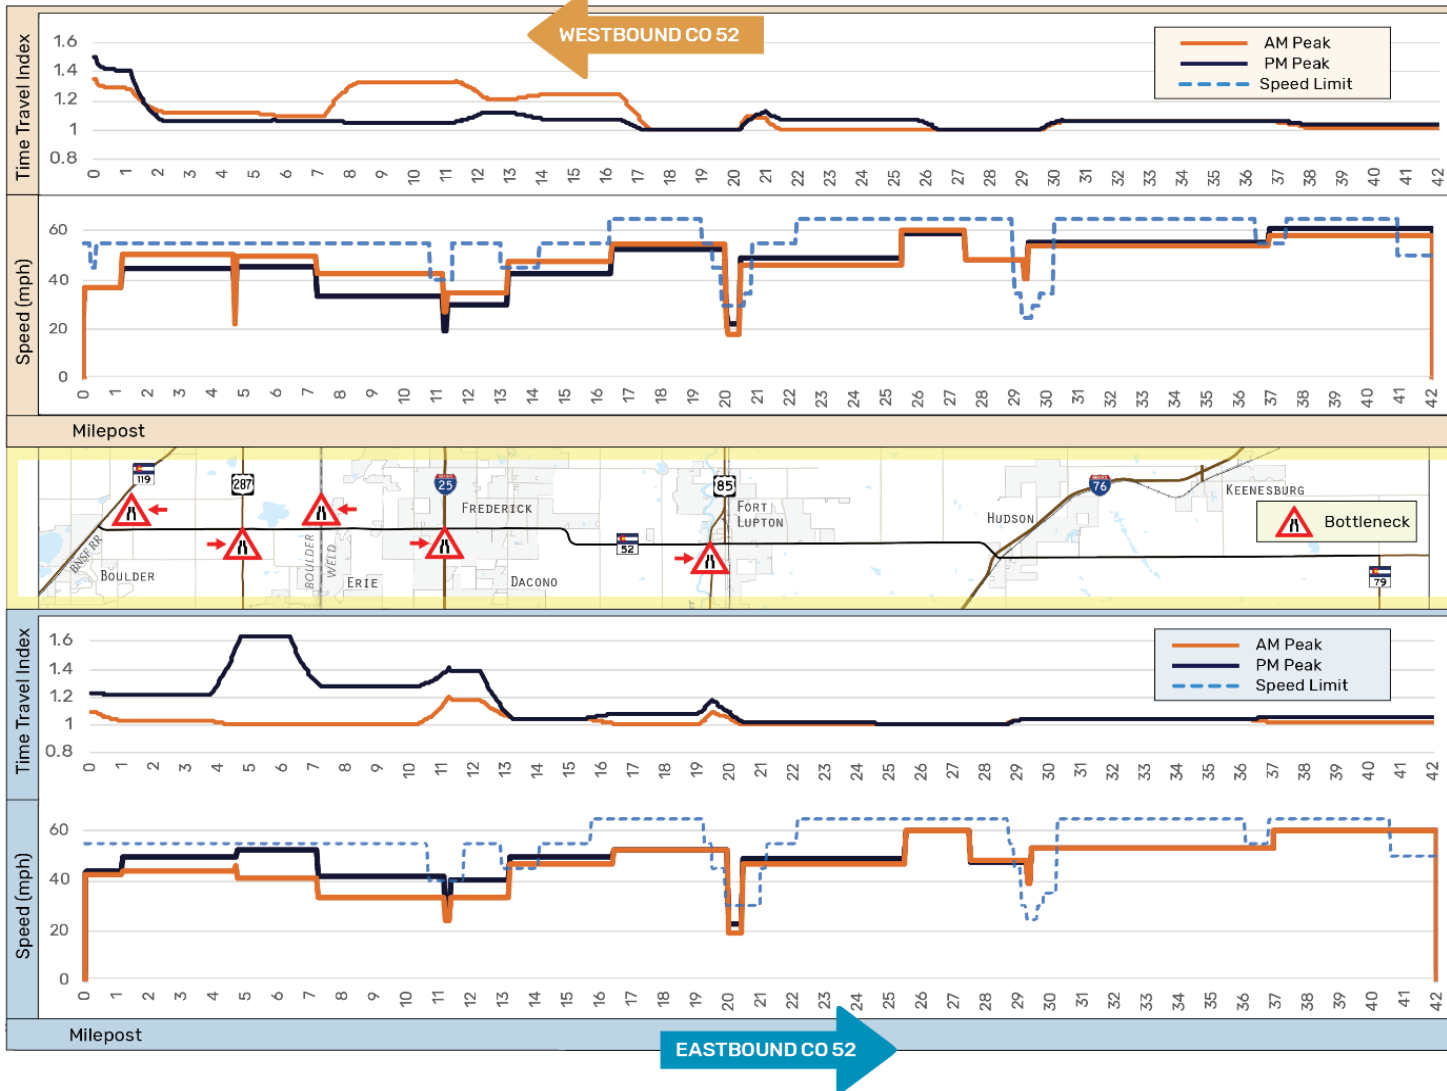 WESTBOUND CO 52
Time Travel Index
1.6
1.4
1.2
1
0.8
AM Peak
PM Peak
Speed Limit
0 1 2 3 4 5 6 7 8 9 10 11 12 13 14 15 16 17 18 19 20 21 22 23 24 25 26 27 28 29 30 31 32 33 34 35 36 37 38 39 40 41 42
Speed (mph)
60
40
20
0
0 1 2 3 4 5 6 7 8 9 10 11 12 13 14 15 16 17 18 19 20 21 22 23 24 25 26 27 28 29 30 31 32 33 34 35 36 37 38 39 40 41 42
Milepost
119
287
25
85
76
KEENESBURG
FREDERICK
FORT
LUPTON
HUDSON
Bottleneck
52
BNSF RR
BOULDER
BOULDER
WELD
ERIE
DACONO
79
Time Travel Index
1.6
1.4
1.2
1
0.8
AM Peak
PM Peak
Speed Limit
0 1 2 3 4 5 6 7 8 9 10 11 12 13 14 15 16 17 18 19 20 21 22 23 24 25 26 27 28 29 30 31 32 33 34 35 36 37 38 39 40 41 42
Speed (mph)
60
40
20
0
0 1 2 3 4 5 6 7 8 9 10 11 12 13 14 15 16 17 18 19 20 21 22 23 24 25 26 27 28 29 30 31 32 33 34 35 36 37 38 39 40 41 42
Milepost
EASTBOUND CO 52